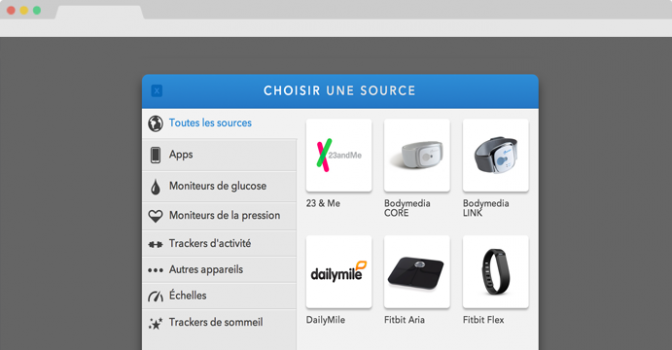 CHOISIR UNE SOURCE
Toutes les sources
Apps
Moniteurs de glucose
Moniteurs de la pression
Trackers d'activité
Autres appareils
Échelles
Trackers de sommeil
23andMe
23 & Me
Bodymedia
CORE
Bodymedia
LINK
dailymile
DailyMile
Fitbit Aria
Fitbit Flex